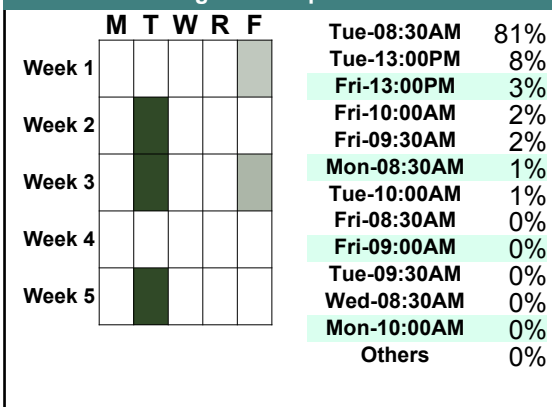 M T W R F
Week 1
Week 2
Week 3
Week 4
Week 5
Tue-08:30AM 81%
Tue-13:00PM 8%
Fri-13:00PM 3%
Fri-10:00AM 2%
Fri-09:30AM 2%
Mon-08:30AM 1%
Tue-10:00AM 1%
Fri-08:30AM 0%
Fri-09:00AM 0%
Tue-09:30AM 0%
Wed-08:30AM 0%
Mon-10:00AM 0%
Others 0%